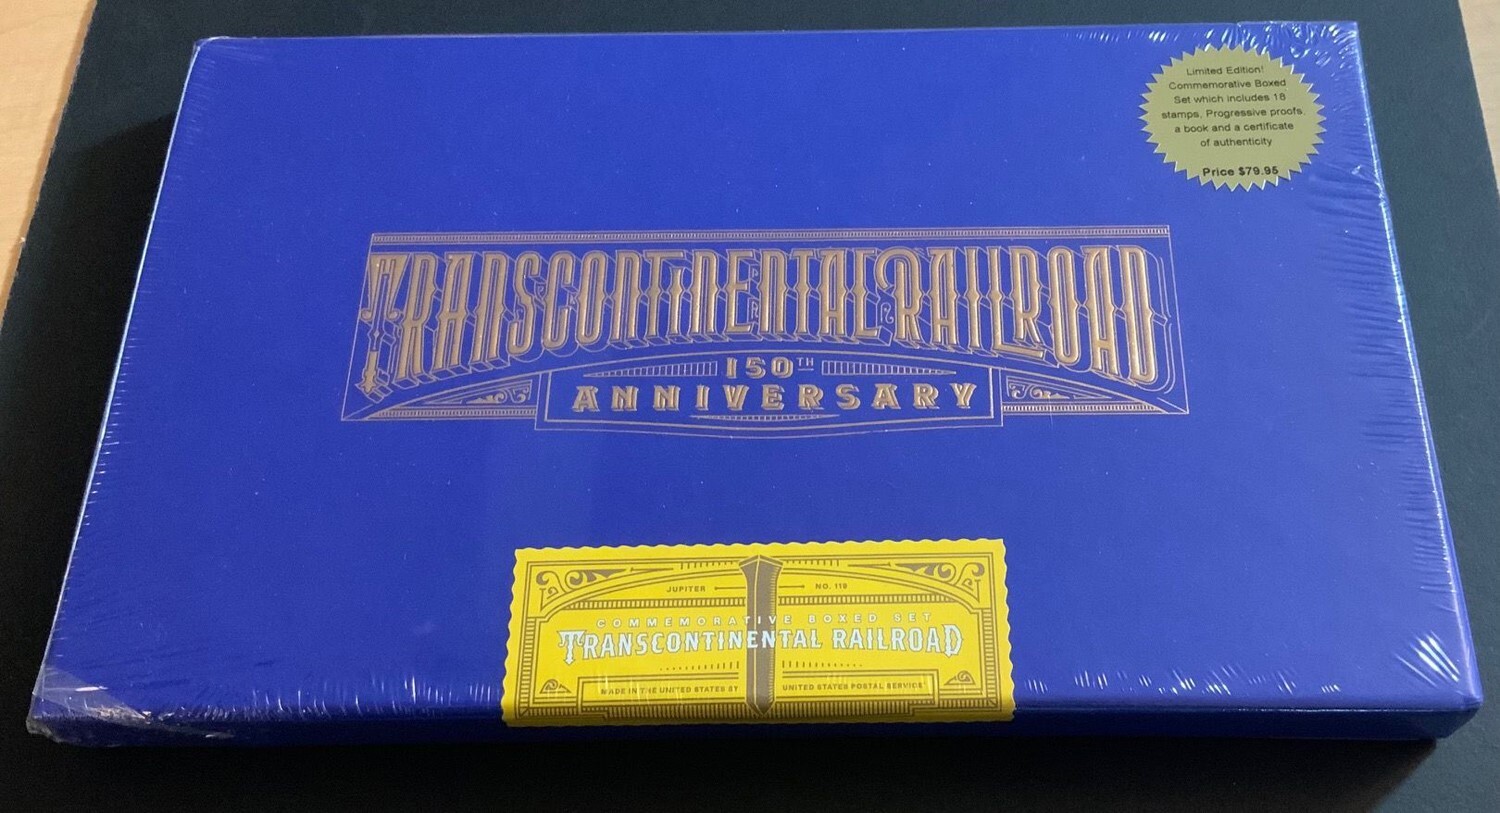 Limited Edition!
Commemorative Boxed
Set which includes 18
stamps, Progressive proofs,
a book and a certificate
of authenticity
Price $79.95
TRANSCONTINENTAL RAILROAD
150TH
ANNIVERSARY
JUPITER NO. 119
COMMEMORATIVE BOXED SET
TRANSCONTINENTAL RAILROAD
MADE IN THE UNITED STATES BY UNITED STATES POSTAL SERVICE